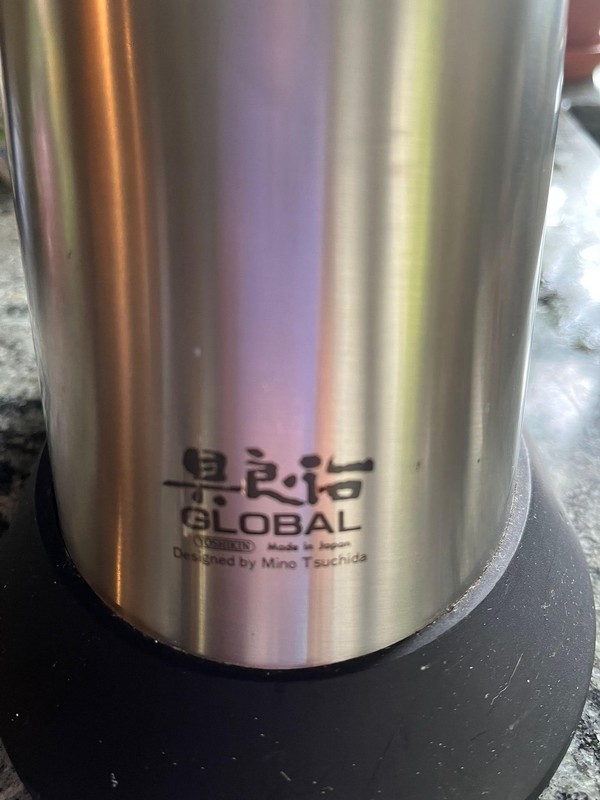 具良治
GLOBAL
YOSHIKIN Made in Japan
Designed by Mino Tsuchida